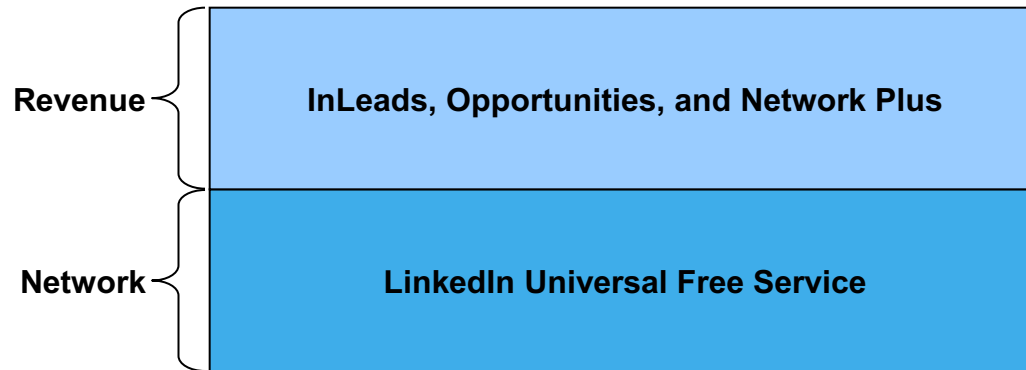 Revenue
InLeads, Opportunities, and Network Plus
Network
LinkedIn Universal Free Service